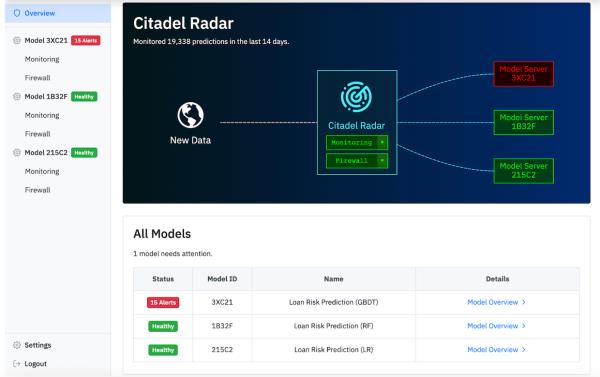 Overview
Model 3XC21 15 Alerts
Monitoring
Firewall
Model 1B32F Healthy
Monitoring
Firewall
Model 215C2 Healthy
Monitoring
Firewall
Settings
Logout
Citadel Radar
Monitored 19,338 predictions in the last 14 days.
New Data
Citadel Radar
Monitoring
Firewall
Model Server
3XC21
Model Server
1B32F
Model Server
215C2
All Models
1 model needs attention.
Status Model ID Name Details
15 Alerts 3XC21 Loan Risk Prediction (GBDT) Model Overview >
Healthy 1B32F Loan Risk Prediction (RF) Model Overview >
Healthy 215C2 Loan Risk Prediction (LR) Model Overview >